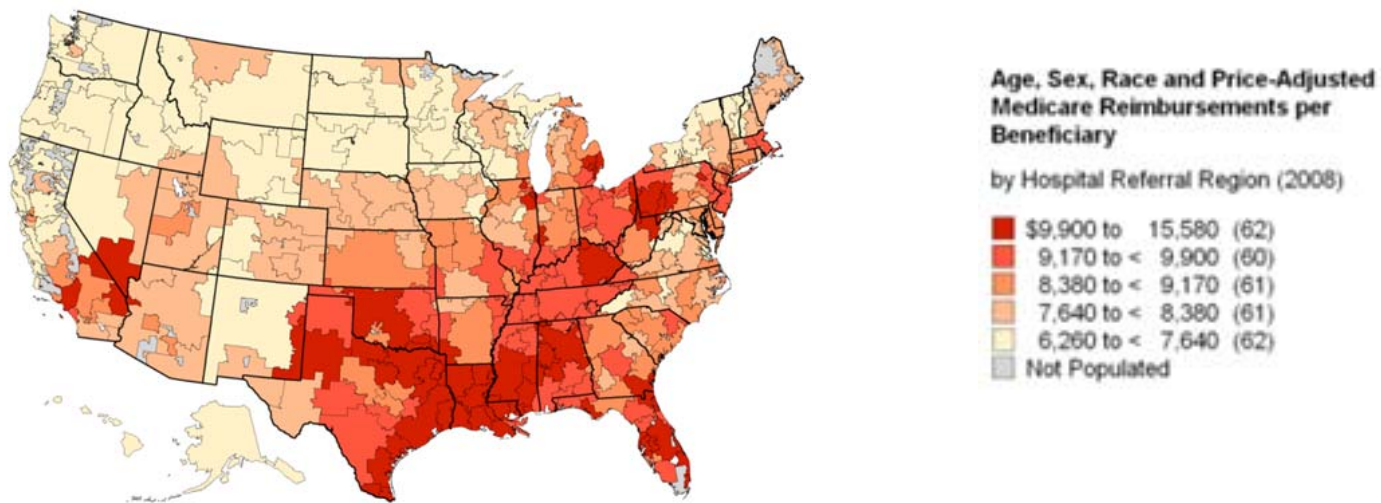 Age, Sex, Race and Price-Adjusted
Medicare Reimbursements per
Beneficiary
by Hospital Referral Region (2008)
$9,900 to 15,580 (62)
9,170 to < 9,900 (60)
8,380 to < 9,170 (61)
7,640 to < 8,380 (61)
6,260 to < 7,640 (62)
Not Populated